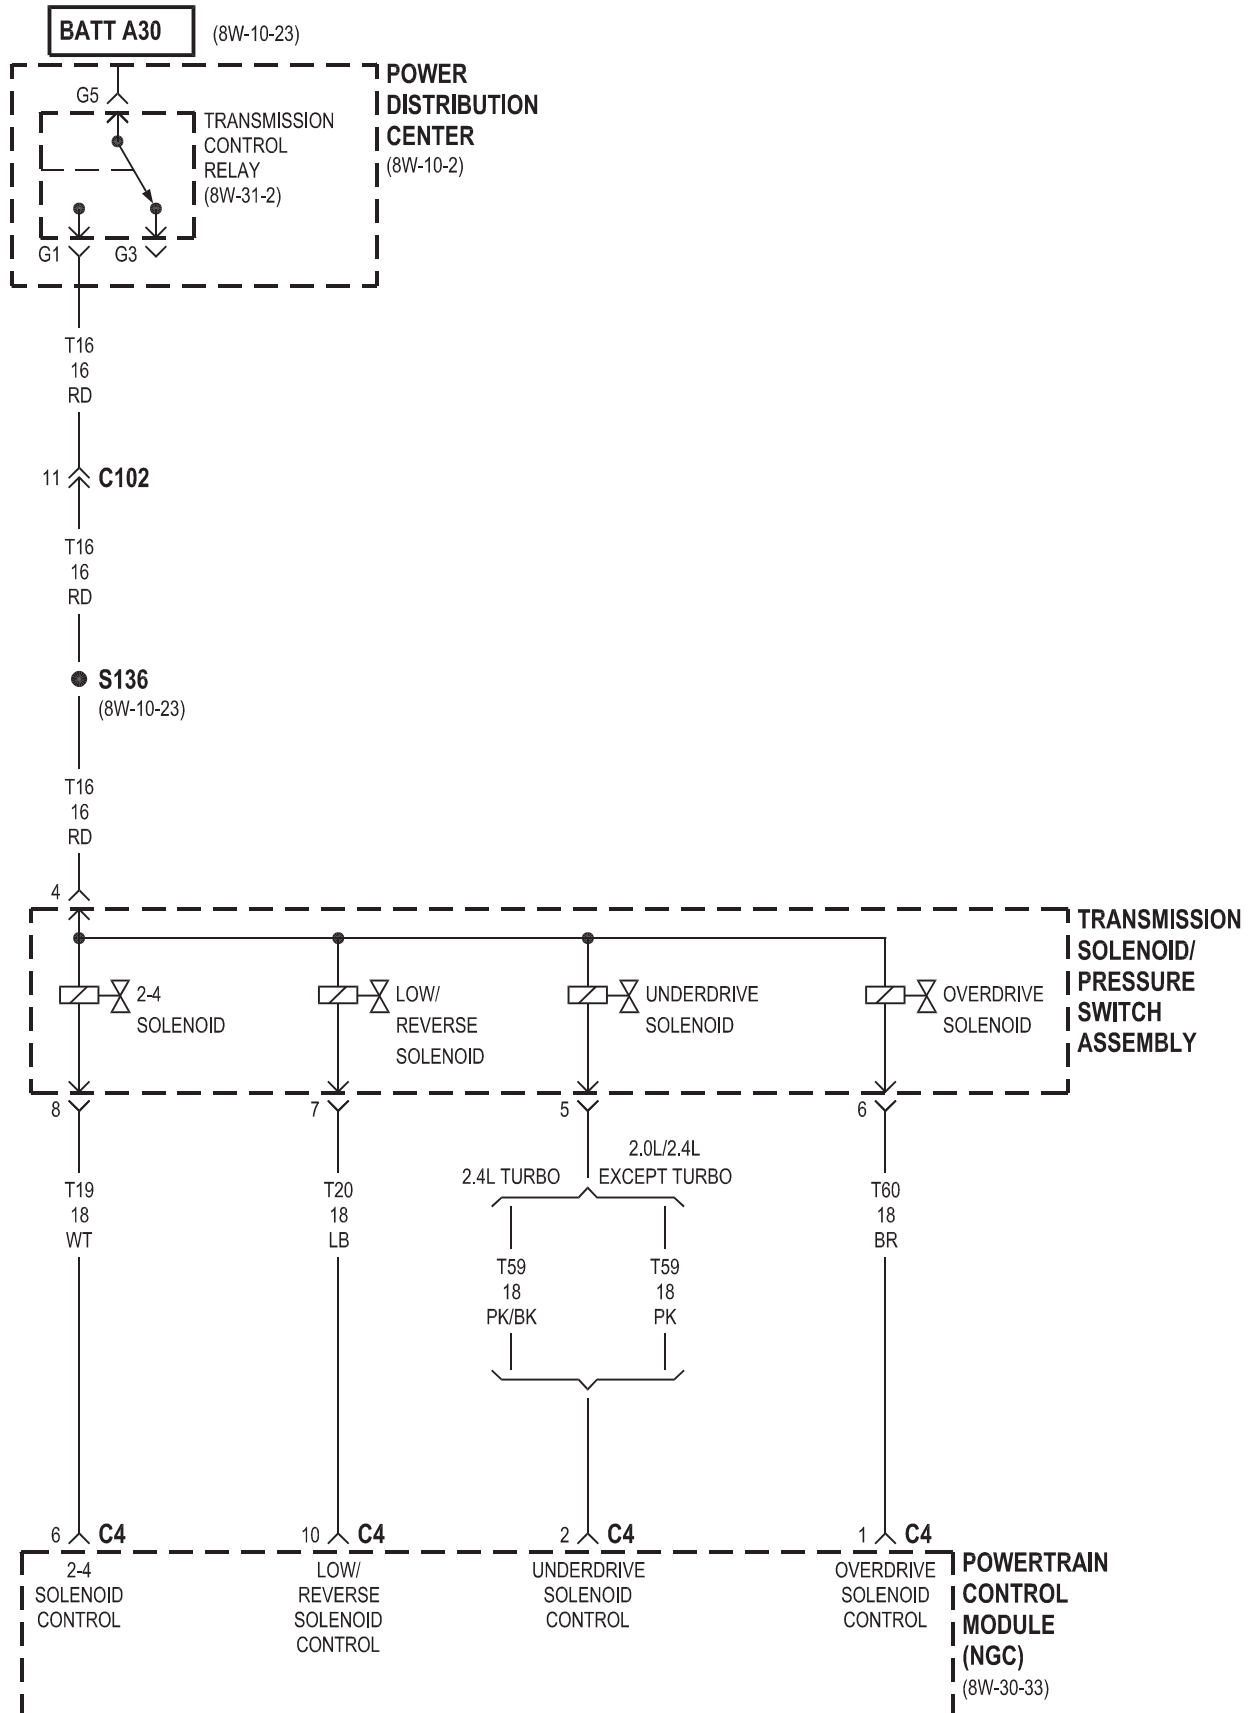 BATT A30 (8W-10-23)
POWER
DISTRIBUTION
CENTER
(8W-10-2)
G5
TRANSMISSION
CONTROL
RELAY
(8W-31-2)
G1 G3
T16
16
RD
11 C102
T16
16
RD
S136
(8W-10-23)
T16
16
RD
4
TRANSMISSION
SOLENOID/
PRESSURE
SWITCH
ASSEMBLY
2-4
SOLENOID
LOW/
REVERSE
SOLENOID
UNDERDRIVE
SOLENOID
OVERDRIVE
SOLENOID
8 7 5 6
2.4L TURBO
2.0L/2.4L
EXCEPT TURBO
T19
18
WT
T20
18
LB
T59
18
PK/BK
T59
18
PK
T60
18
BR
6 C4 10 C4 2 C4 1 C4
2-4
SOLENOID
CONTROL
LOW/
REVERSE
SOLENOID
CONTROL
UNDERDRIVE
SOLENOID
CONTROL
OVERDRIVE
SOLENOID
CONTROL
POWERTRAIN
CONTROL
MODULE
(NGC)
(8W-30-33)